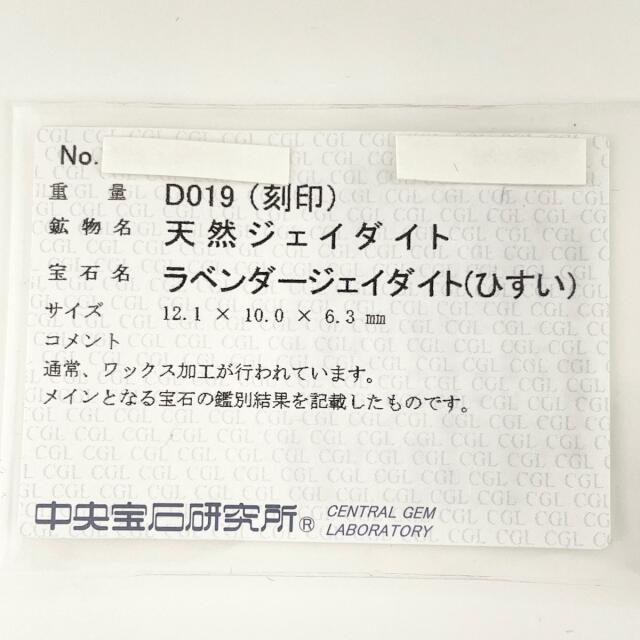 No.
重量 D019 (刻印)
鉱物名 天然ジェイダイト
宝石名 ラベンダージェイダイト(ひすい)
サイズ 12.1 × 10.0 × 6.3 mm
コメント
通常、ワックス加工が行われています。
メインとなる宝石の鑑別結果を記載したものです。
中央宝石研究所® CENTRAL GEM
LABORATORY